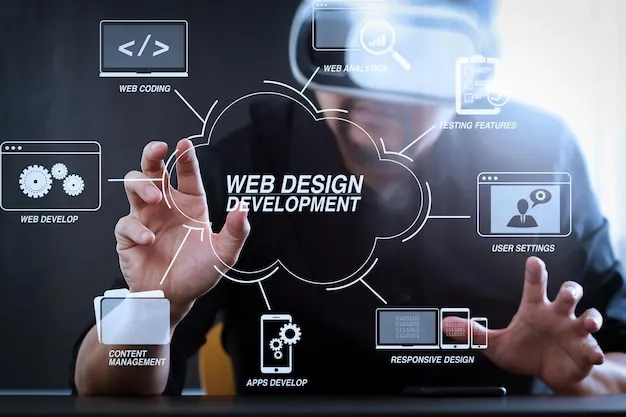 </>
WEB CODING
WEB ANALYTICS
TESTING FEATURES
WEB DEVELOP
WEB DESIGN
DEVELOPMENT
USER SETTINGS
CONTENT
MANAGEMENT
APPS DEVELOP
RESPONSIVE DESIGN